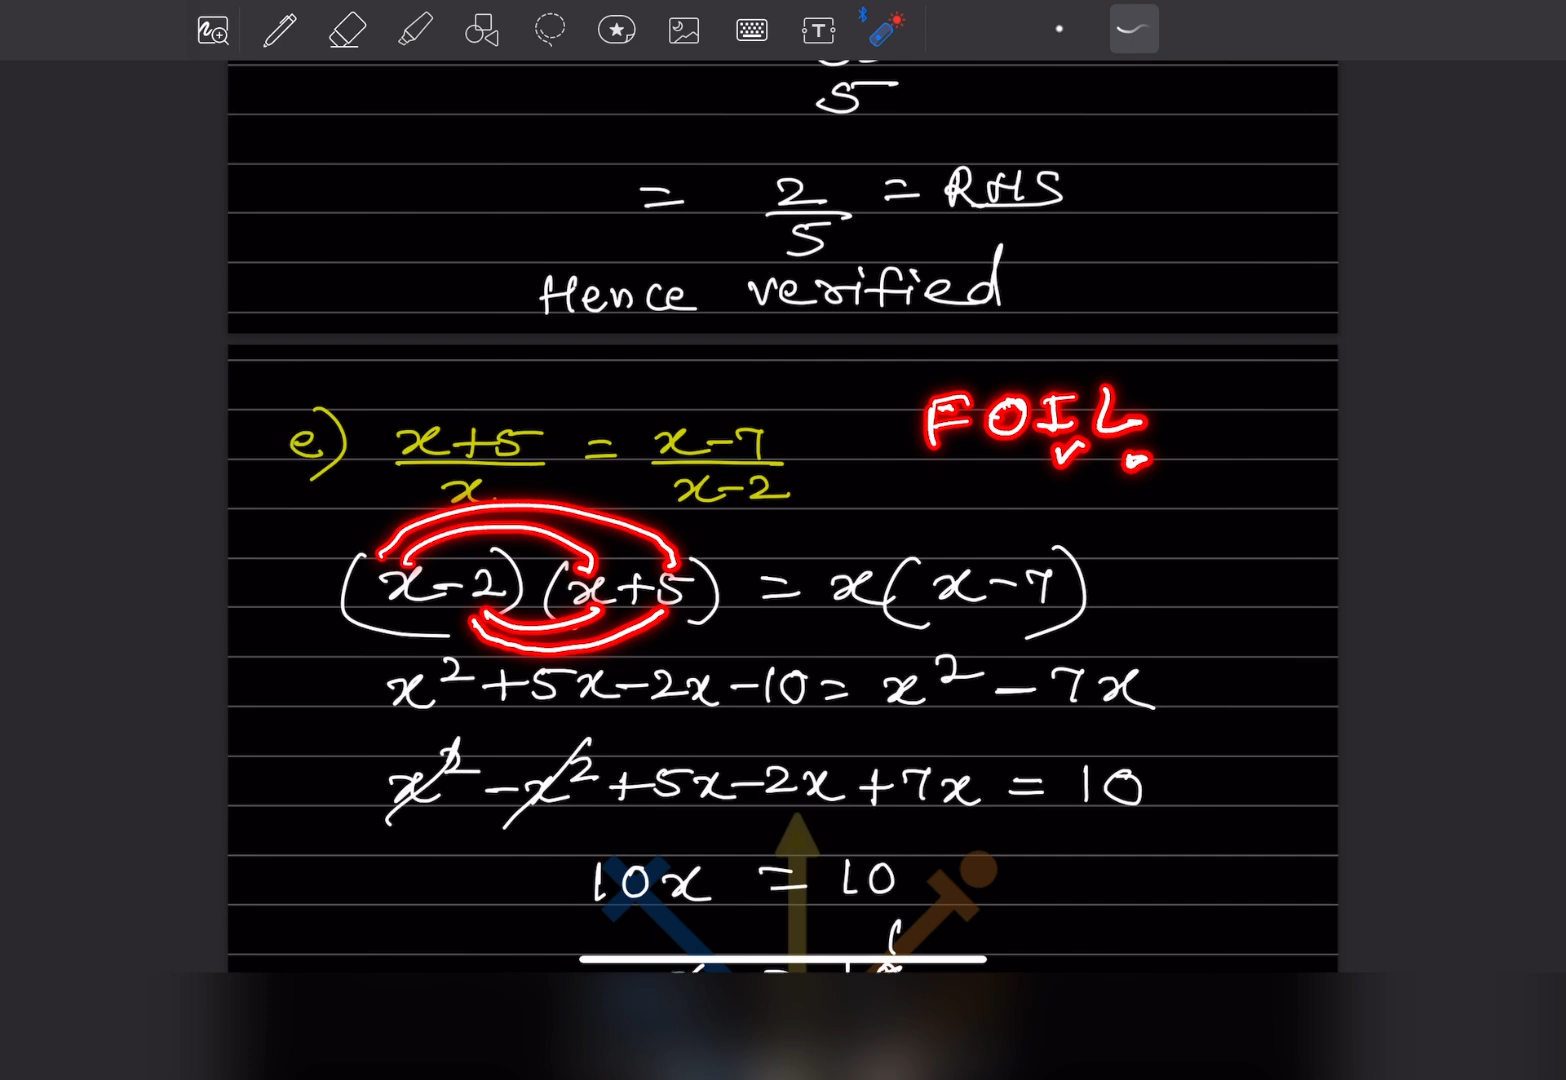 5
= 2/5 = RHS
Hence verified
FOIL
e) x+5/x = x-7/x-2
(x-2)(x+5) = x(x-7)
x²+5x-2x-10 = x²-7x
x²-x²+5x-2x+7x = 10
10x = 10